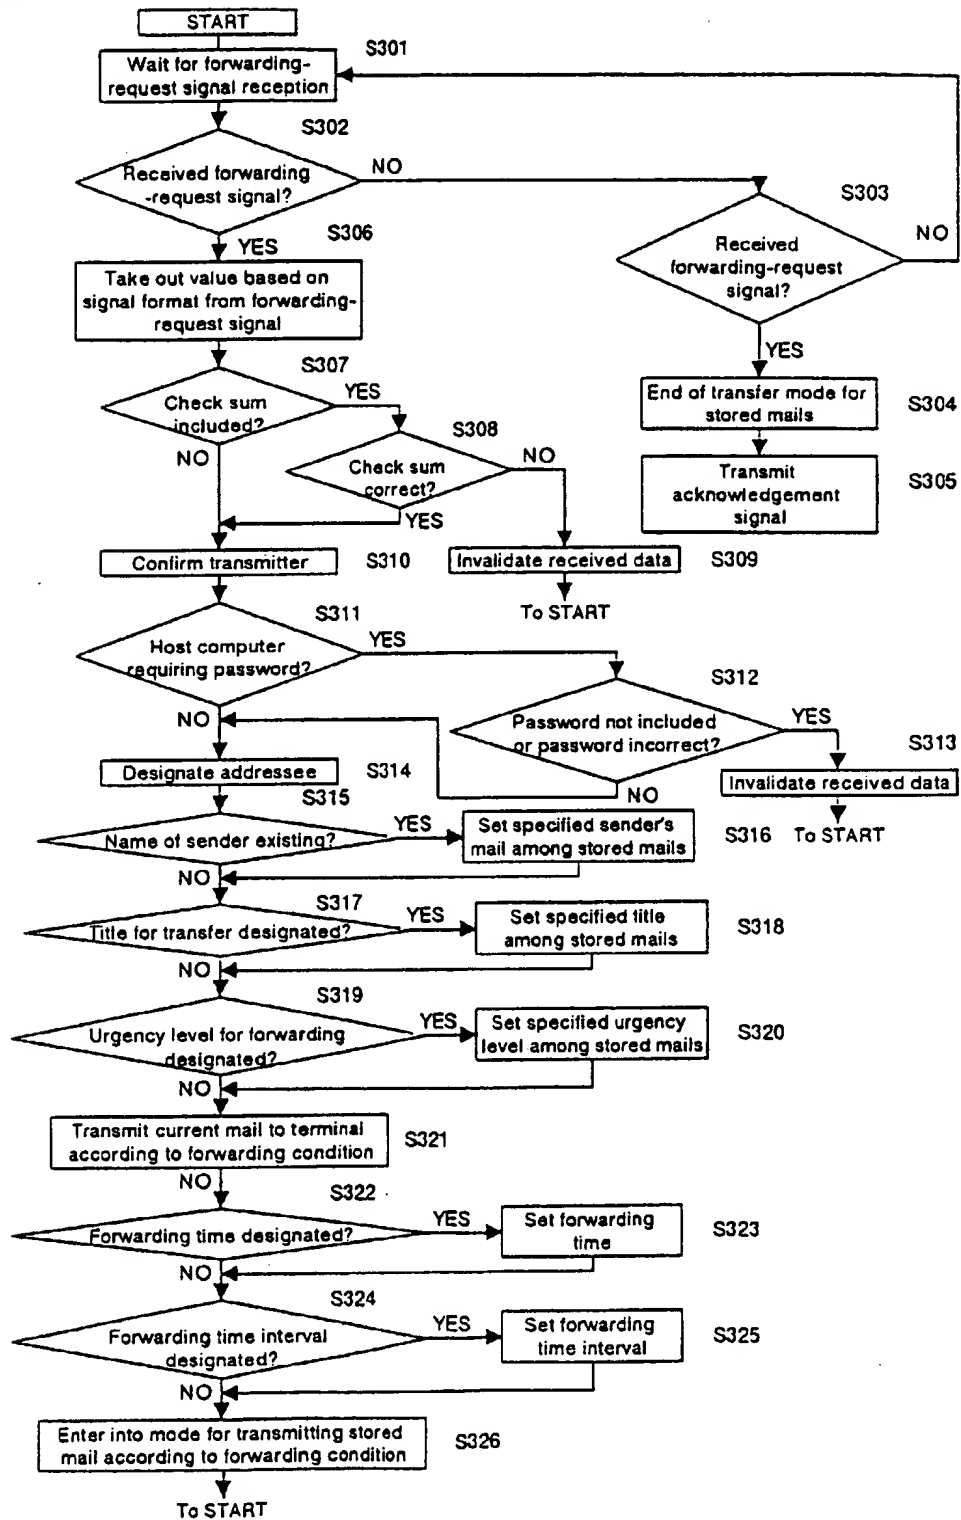 START
S301
Wait for forwarding-
request signal reception
S302
Received forwarding
-request signal?
NO
S303
Received
forwarding-request
signal?
NO
S306
YES
Take out value based on
signal format from forwarding-
request signal
YES
End of transfer mode for
stored mails
S304
Transmit
acknowledgement
signal
S305
S307
Check sum
included?
YES
NO
S308
Check sum
correct?
NO
YES
Confirm transmitter
S310
Invalidate received data
S309
To START
S311
Host computer
requiring password?
YES
NO
S312
Password not included
or password incorrect?
YES
NO
S313
Invalidate received data
To START
Designate addressee
S314
S315
Name of sender existing?
YES
NO
Set specified sender's
mail among stored mails
S316
S317
Title for transfer designated?
YES
NO
Set specified title
among stored mails
S318
S319
Urgency level for forwarding
designated?
YES
NO
Set specified urgency
level among stored mails
S320
Transmit current mail to terminal
according to forwarding condition
S321
NO
S322
Forwarding time designated?
YES
NO
Set forwarding
time
S323
S324
Forwarding time interval
designated?
YES
NO
Set forwarding
time interval
S325
Enter into mode for transmitting stored
mail according to forwarding condition
S326
To START